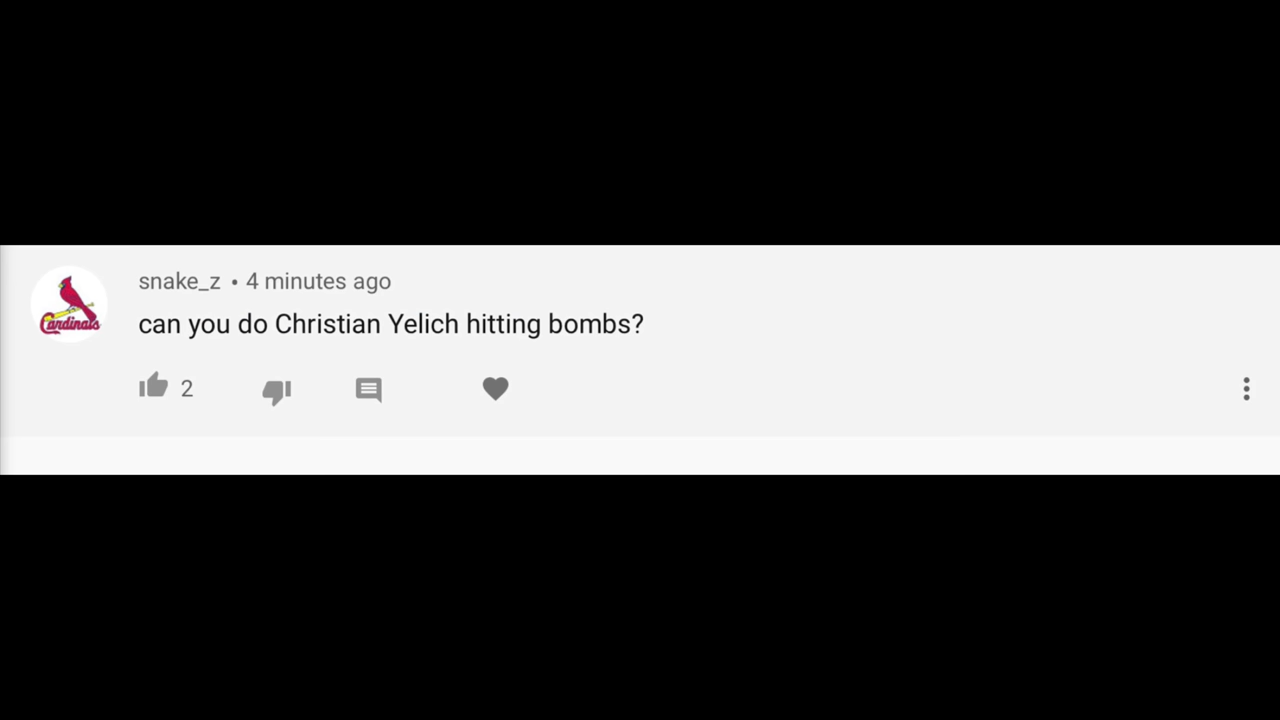 snake_z • 4 minutes ago
Cardinals
can you do Christian Yelich hitting bombs?
2